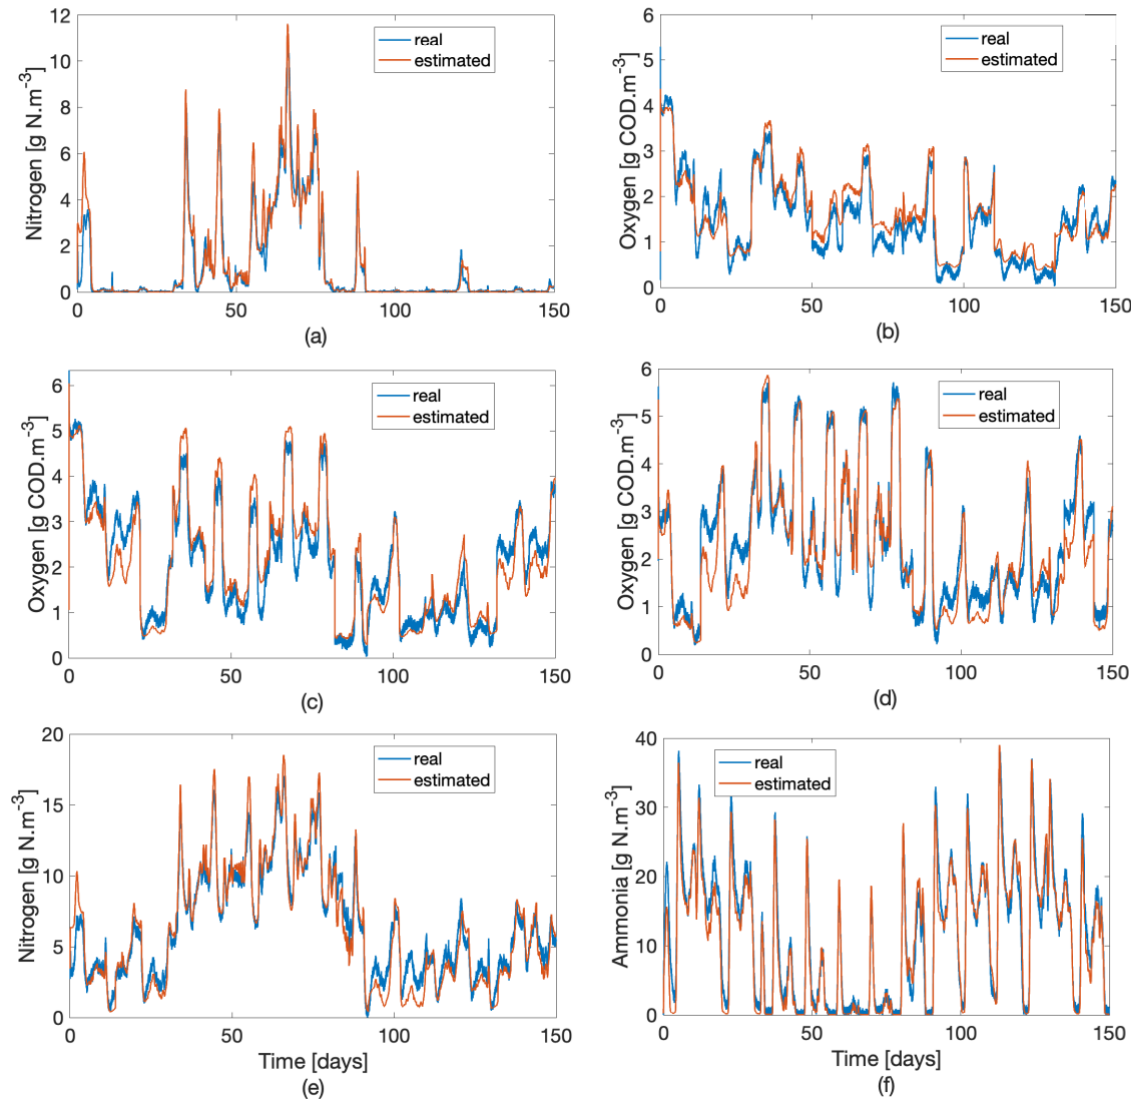 12
10
8
6
4
2
0
Nitrogen [g N.m-3]
real
estimated
0
50
100
150
(a)
6
5
4
3
2
1
0
Oxygen [g COD.m-3]
real
estimated
0
50
100
150
(b)
6
5
4
3
2
1
0
Oxygen [g COD.m-3]
real
estimated
0
50
100
150
(c)
6
5
4
3
2
1
0
Oxygen [g COD.m-3]
real
estimated
0
50
100
150
(d)
20
15
10
5
0
Nitrogen [g N.m-3]
real
estimated
0
50
100
150
Time [days]
(e)
40
30
20
10
0
Ammonia [g N.m-3]
real
estimated
0
50
100
150
Time [days]
(f)